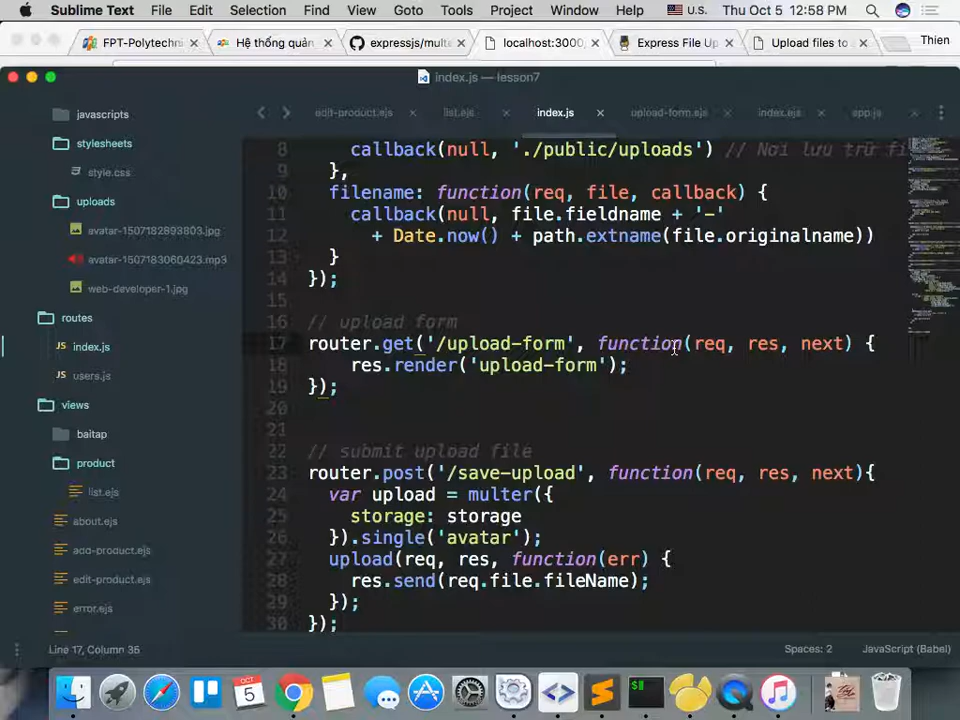 Sublime Text File Edit Selection Find View Goto Tools Project Window Help U.S. Thu Oct 5 12:58 PM
FPT-Polytechni Hệ thống quản expressjs/multe localhost:3000 Express File Up Upload files to a Thien
index.js — lesson7
edit-product.ejs list.ejs index.js upload-form.ejs index.ejs app.js
javascripts
stylesheets
style.css
uploads
avatar-1507182893803.jpg
avatar-1507183060423.mp3
web-developer-1.jpg
routes
index.js
users.js
views
baitap
product
list.ejs
about.ejs
add-product.ejs
edit-product.ejs
error.ejs
8 callback(null, './public/uploads') // Nơi lưu trữ fi
9 },
10 filename: function(req, file, callback) {
11 callback(null, file.fieldname + '-'
12 + Date.now() + path.extname(file.originalname))
13 }
14 });
15
16 // upload form
17 router.get('/upload-form', function(req, res, next) {
18 res.render('upload-form');
19 });
20
21
22 // submit upload file
23 router.post('/save-upload', function(req, res, next){
24 var upload = multer({
25 storage: storage
26 }).single('avatar');
27 upload(req, res, function(err) {
28 res.send(req.file.fileName);
29 });
30 });
Line 17, Column 36 Spaces: 2 JavaScript (Babel)
OCT
5